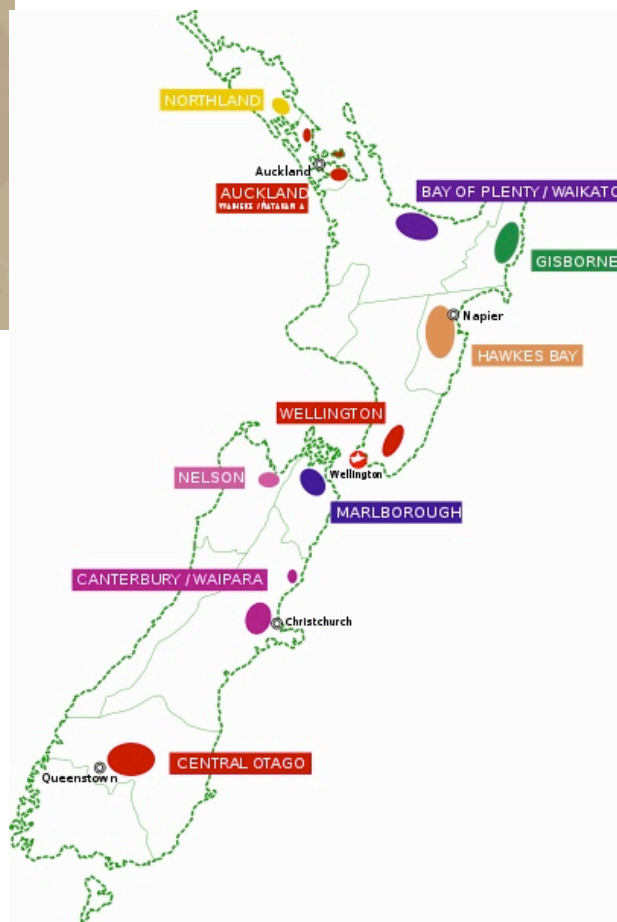 NORTHLAND
Auckland
AUCKLAND
BAY OF PLENTY / WAIKATO
GISBORNE
Napier
HAWKES BAY
WELLINGTON
Wellington
NELSON
MARLBOROUGH
CANTERBURY / WAIPARA
Christchurch
CENTRAL OTAGO
Queenstown